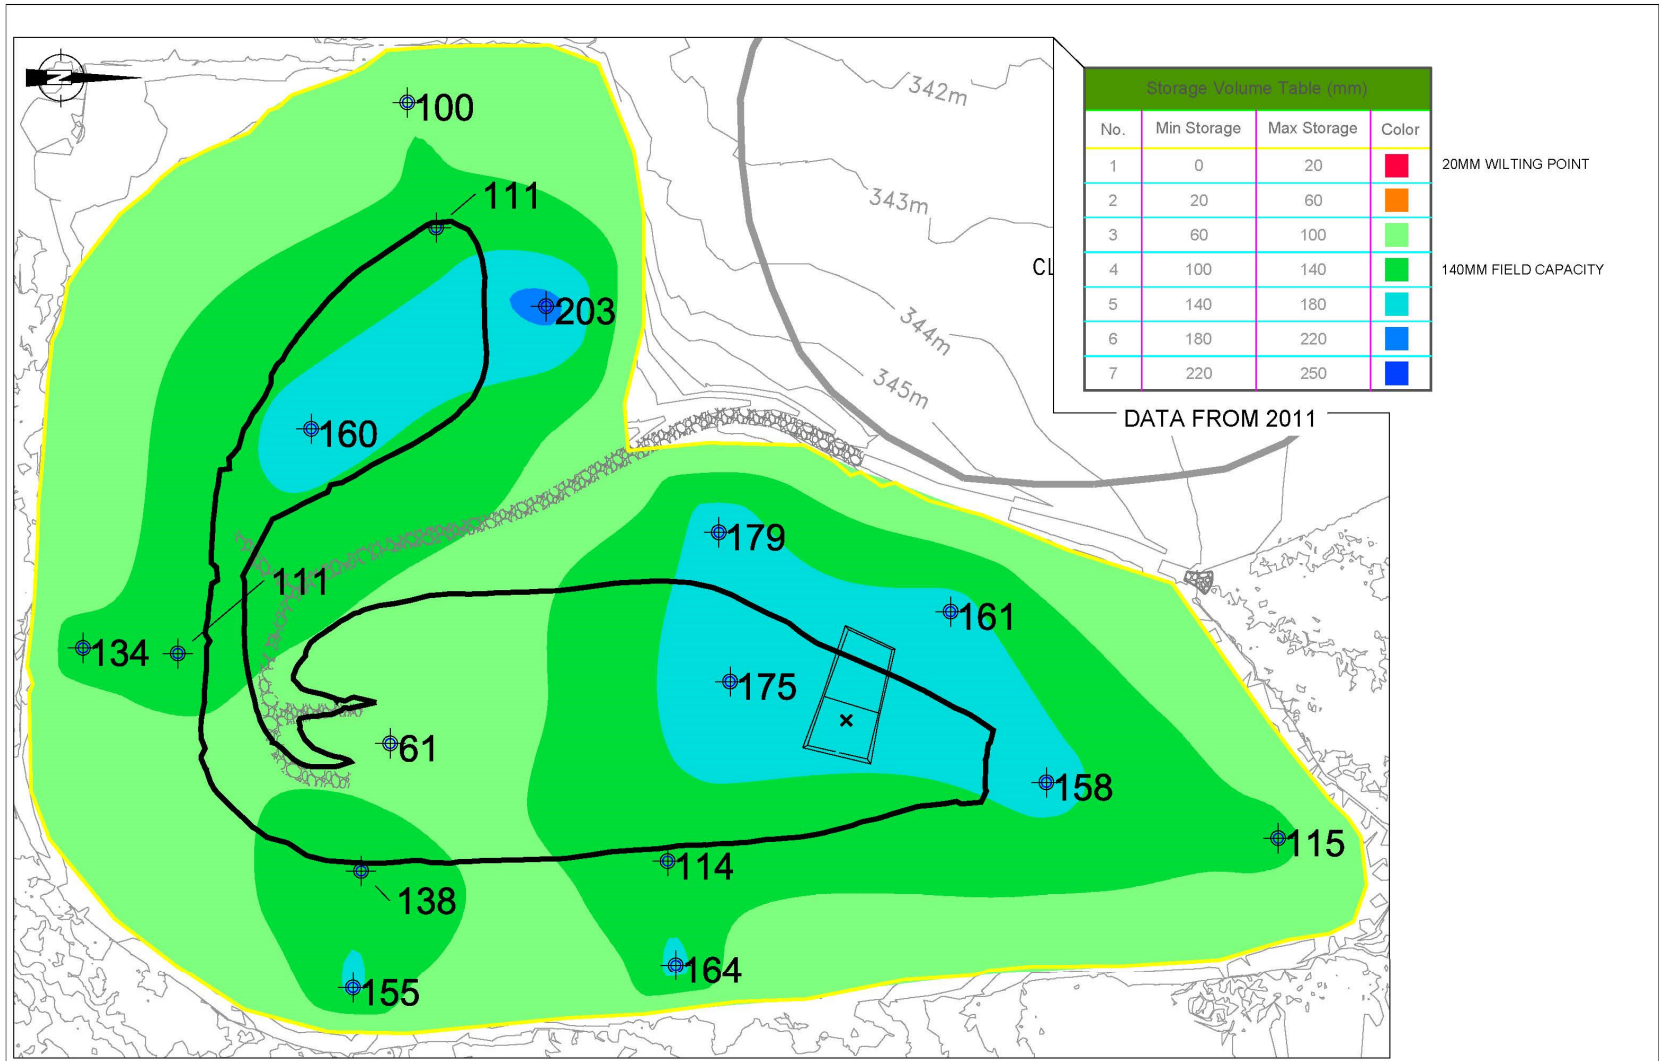 N
100
111
203
160
111
134
61
138
155
179
161
175
158
114
115
164
342m
343m
344m
345m
CL
Storage Volume Table (mm)
No. Min Storage Max Storage Color
1 0 20
20MM WILTING POINT
2 20 60
3 60 100
4 100 140
140MM FIELD CAPACITY
5 140 180
6 180 220
7 220 250
DATA FROM 2011